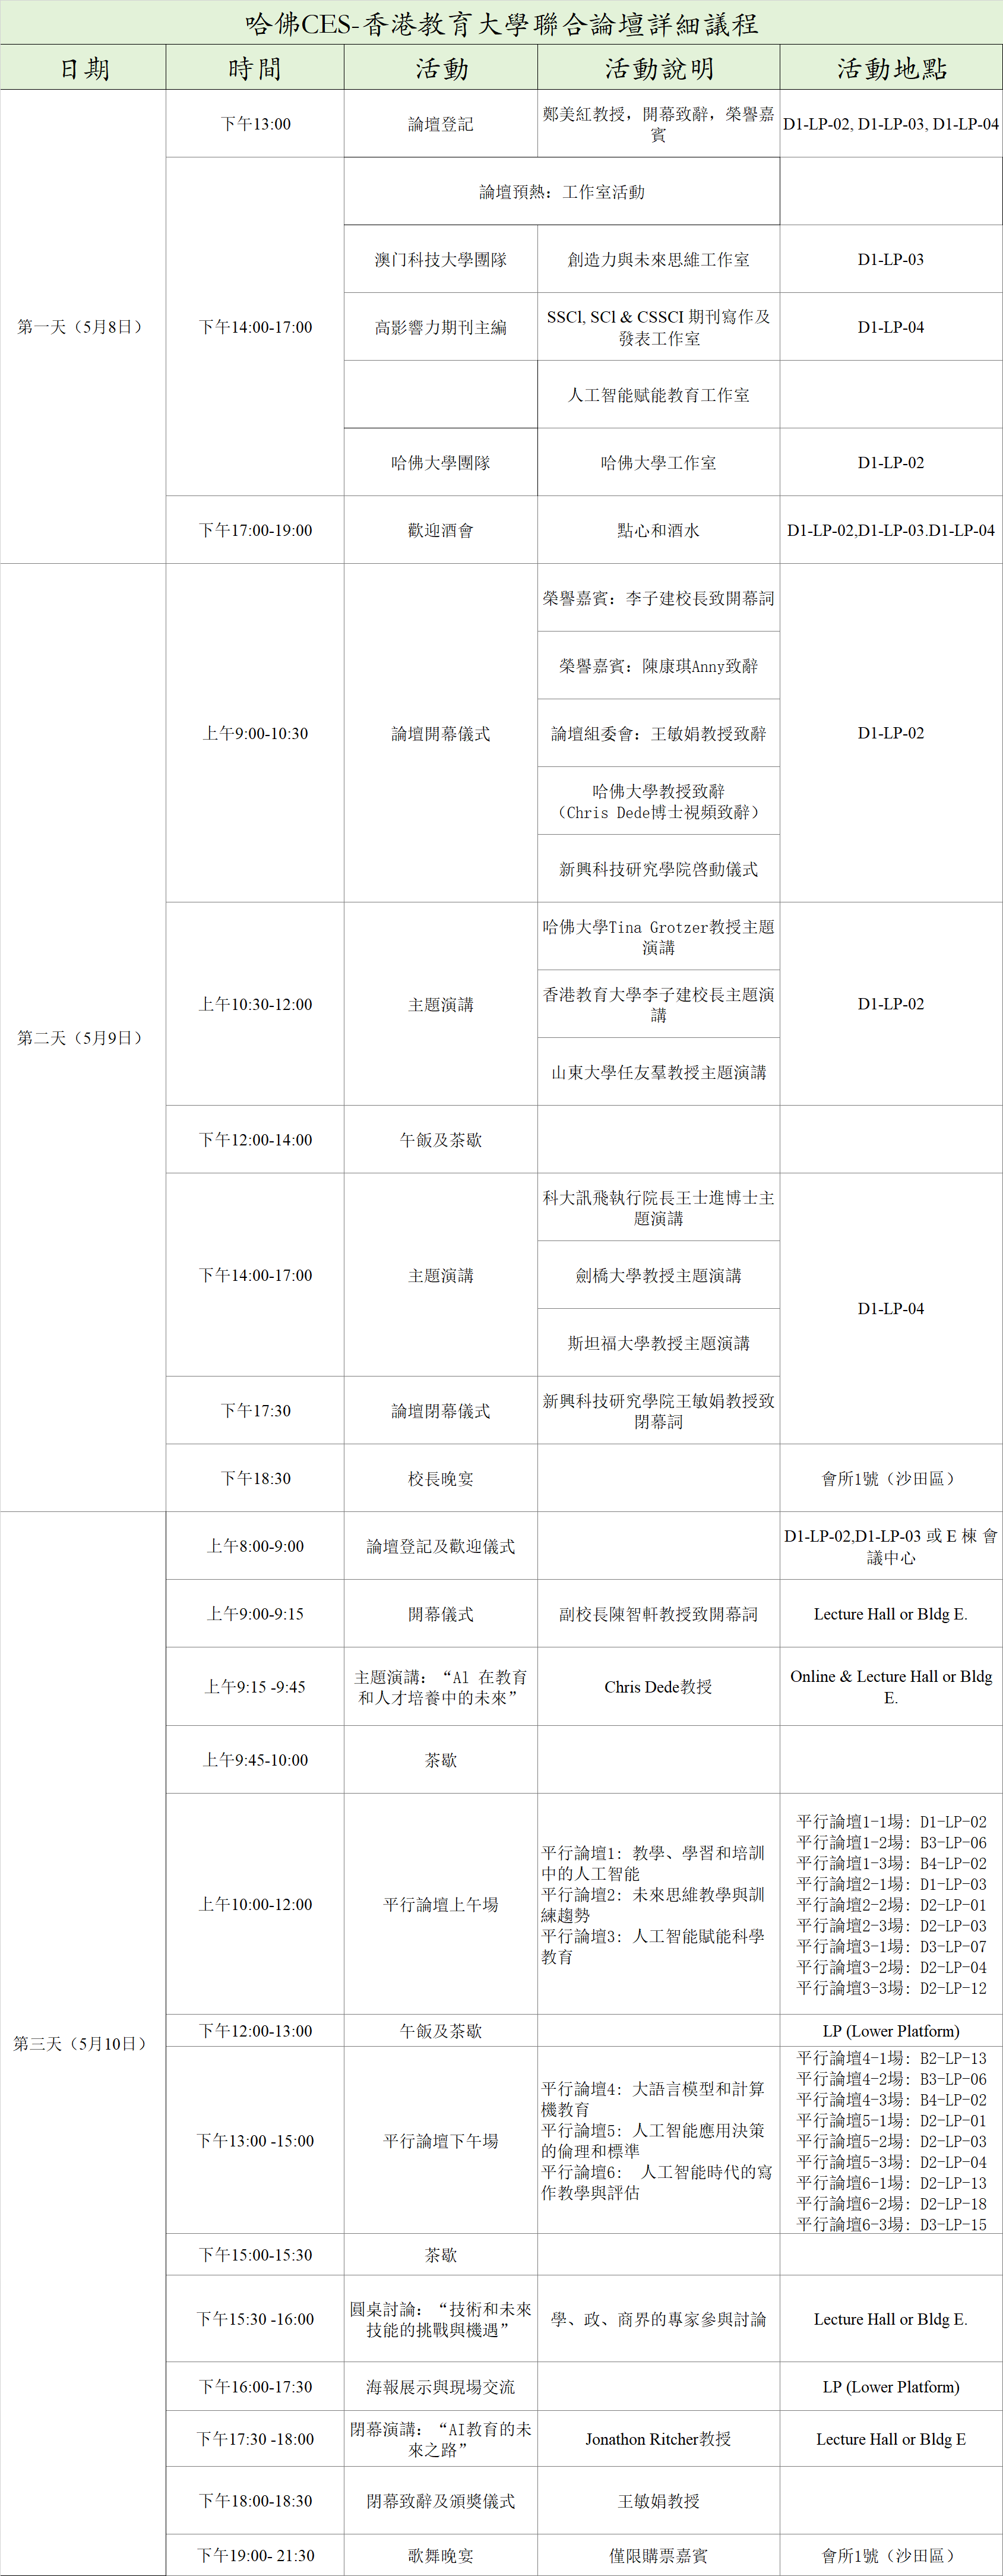 哈佛CES-香港教育大學聯合論壇詳細議程
日期 時間 活動 活動說明 活動地點
第一天（5月8日）
下午13:00
論壇登記
鄭美紅教授，開幕致辭，榮譽嘉
賓
D1-LP-02, D1-LP-03, D1-LP-04
下午14:00-17:00
論壇預熱：工作室活動
澳门科技大學團隊
創造力與未來思維工作室
D1-LP-03
高影響力期刊主編
SSCl, SCl & CSSCI 期刊寫作及
發表工作室
D1-LP-04
人工智能赋能教育工作室
哈佛大學團隊
哈佛大學工作室
D1-LP-02
下午17:00-19:00
歡迎酒會
點心和酒水
D1-LP-02,D1-LP-03.D1-LP-04
第二天（5月9日）
上午9:00-10:30
論壇開幕儀式
榮譽嘉賓：李子建校長致開幕詞
榮譽嘉賓：陳康琪Anny致辭
論壇組委會：王敏娟教授致辭
哈佛大學教授致辭
（Chris Dede博士視頻致辭）
新興科技研究學院啓動儀式
D1-LP-02
上午10:30-12:00
主題演講
哈佛大學Tina Grotzer教授主題
演講
香港教育大學李子建校長主題演
講
山東大學任友羣教授主題演講
D1-LP-02
下午12:00-14:00
午飯及茶歇
下午14:00-17:00
主題演講
科大訊飛執行院長王士進博士主
題演講
劍橋大學教授主題演講
斯坦福大學教授主題演講
D1-LP-04
下午17:30
論壇閉幕儀式
新興科技研究學院王敏娟教授致
閉幕詞
下午18:30
校長晚宴
會所1號（沙田區）
第三天（5月10日）
上午8:00-9:00
論壇登記及歡迎儀式
D1-LP-02,D1-LP-03 或 E 棟 會
議中心
上午9:00-9:15
開幕儀式
副校長陳智軒教授致開幕詞
Lecture Hall or Bldg E.
上午9:15 -9:45
主題演講：“Al 在教育
和人才培養中的未來”
Chris Dede教授
Online & Lecture Hall or Bldg
E.
上午9:45-10:00
茶歇
上午10:00-12:00
平行論壇上午場
平行論壇1: 教學、學習和培訓
中的人工智能
平行論壇2: 未來思維教學與訓
練趨勢
平行論壇3: 人工智能賦能科學
教育
平行論壇1-1場: D1-LP-02
平行論壇1-2場: B3-LP-06
平行論壇1-3場: B4-LP-02
平行論壇2-1場: D1-LP-03
平行論壇2-2場: D2-LP-01
平行論壇2-3場: D2-LP-03
平行論壇3-1場: D3-LP-07
平行論壇3-2場: D2-LP-04
平行論壇3-3場: D2-LP-12
下午12:00-13:00
午飯及茶歇
LP (Lower Platform)
下午13:00 -15:00
平行論壇下午場
平行論壇4: 大語言模型和計算
機教育
平行論壇5: 人工智能應用決策
的倫理和標準
平行論壇6: 人工智能時代的寫
作教學與評估
平行論壇4-1場: B2-LP-13
平行論壇4-2場: B3-LP-06
平行論壇4-3場: B4-LP-02
平行論壇5-1場: D2-LP-01
平行論壇5-2場: D2-LP-03
平行論壇5-3場: D2-LP-04
平行論壇6-1場: D2-LP-13
平行論壇6-2場: D2-LP-18
平行論壇6-3場: D3-LP-15
下午15:00-15:30
茶歇
下午15:30 -16:00
圓桌討論：“技術和未來
技能的挑戰與機遇”
學、政、商界的專家參與討論
Lecture Hall or Bldg E.
下午16:00-17:30
海報展示與現場交流
LP (Lower Platform)
下午17:30 -18:00
閉幕演講：“AI教育的未
來之路”
Jonathon Ritcher教授
Lecture Hall or Bldg E
下午18:00-18:30
閉幕致辭及頒獎儀式
王敏娟教授
下午19:00- 21:30
歌舞晚宴
僅限購票嘉賓
會所1號（沙田區）